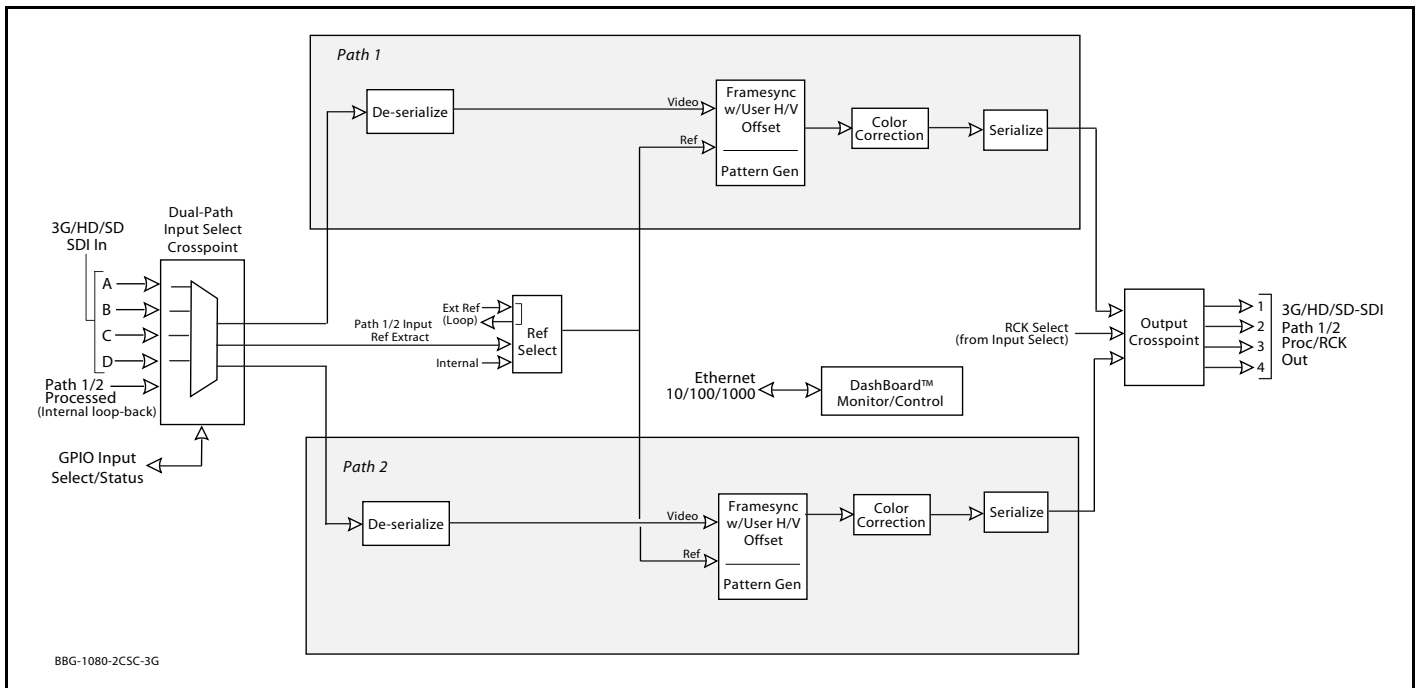 Path 1
De-serialize
Video
Ref
Framesync
w/User H/V
Offset
Pattern Gen
Color
Correction
Serialize
3G/HD/SD
SDI In
Dual-Path
Input Select
Crosspoint
A
B
C
D
Path 1/2
Processed
(Internal loop-back)
GPIO Input
Select/Status
Path 1/2 Input
Ref Extract
Ext Ref
(Loop)
Internal
Ref
Select
Ethernet
10/100/1000
DashBoard™
Monitor/Control
RCK Select
(from Input Select)
Output
Crosspoint
1
2
3
4
3G/HD/SD-SDI
Path 1/2
Proc/RCK
Out
Path 2
De-serialize
Video
Ref
Framesync
w/User H/V
Offset
Pattern Gen
Color
Correction
Serialize
BBG-1080-2CSC-3G